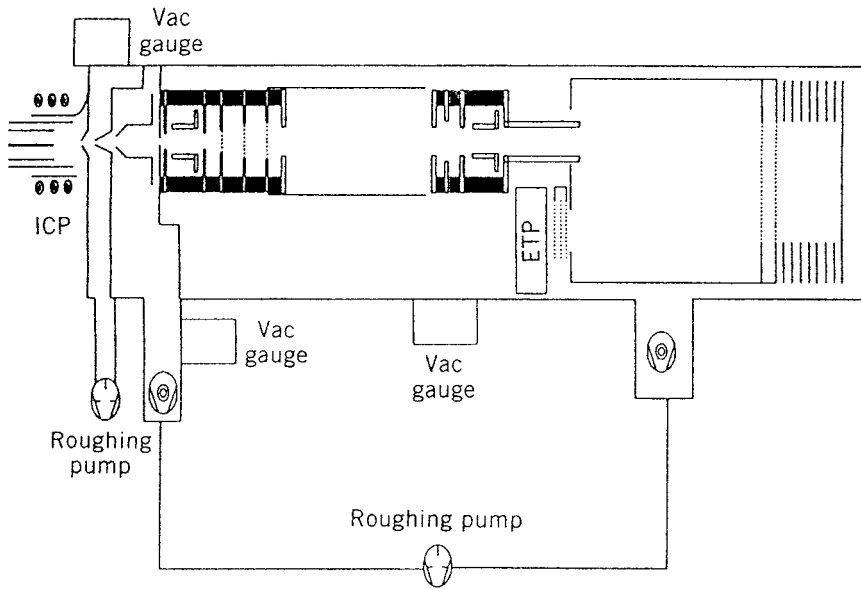 Vac
gauge
ICP
ETP
Vac
gauge
Vac
gauge
Roughing
pump
Roughing pump